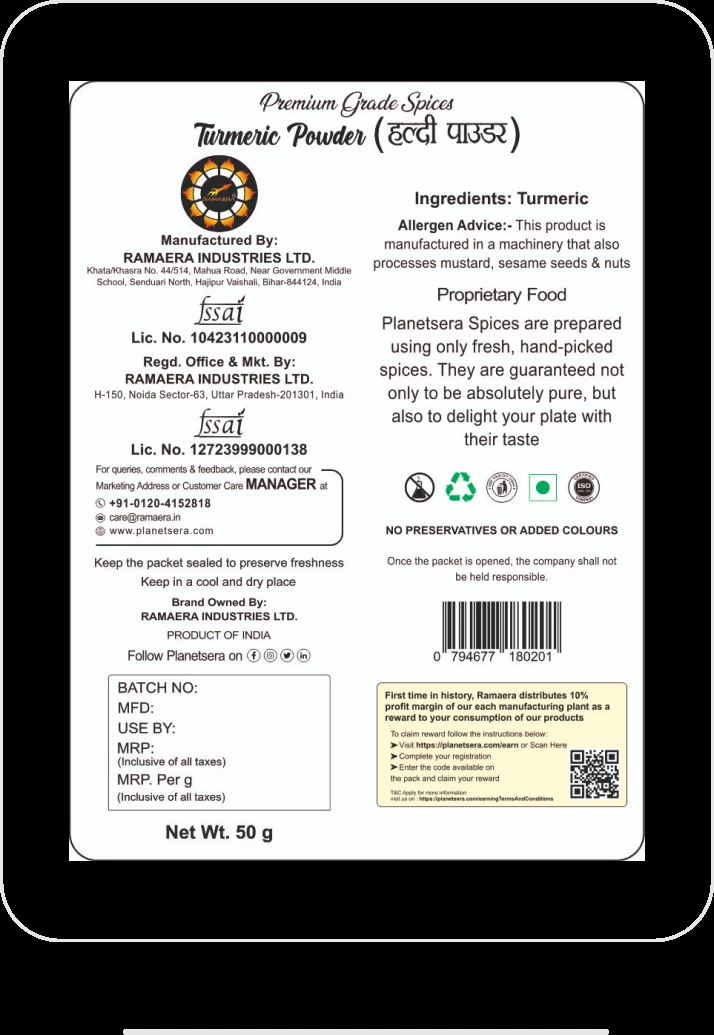 Premium Grade Spices
Turmeric Powder (हल्दी पाउडर)
RAMAERA
Manufactured By:
RAMAERA INDUSTRIES LTD.
Khata/Khasra No. 44/514, Mahua Road, Near Government Middle
School, Senduari North, Hajipur Vaishali, Bihar-844124, India
fssai
Lic. No. 10423110000009
Regd. Office & Mkt. By:
RAMAERA INDUSTRIES LTD.
H-150, Noida Sector-63, Uttar Pradesh-201301, India
fssai
Lic. No. 12723999000138
For queries, comments & feedback, please contact our
Marketing Address or Customer Care MANAGER at
+91-0120-4152818
care@ramaera.in
www.planetsera.com
Keep the packet sealed to preserve freshness
Keep in a cool and dry place
Brand Owned By:
RAMAERA INDUSTRIES LTD.
PRODUCT OF INDIA
Follow Planetsera on
BATCH NO:
MFD:
USE BY:
MRP:
(Inclusive of all taxes)
MRP. Per g
(Inclusive of all taxes)
Net Wt. 50 g
Ingredients: Turmeric
Allergen Advice:- This product is
manufactured in a machinery that also
processes mustard, sesame seeds & nuts
Proprietary Food
Planetsera Spices are prepared
using only fresh, hand-picked
spices. They are guaranteed not
only to be absolutely pure, but
also to delight your plate with
their taste
ISO
NO PRESERVATIVES OR ADDED COLOURS
Once the packet is opened, the company shall not
be held responsible.
0 794677 180201
First time in history, Ramaera distributes 10%
profit margin of our each manufacturing plant as a
reward to your consumption of our products
To claim reward follow the instructions below:
➤ Visit https://planetsera.com/earn or Scan Here
➤ Complete your registration
➤ Enter the code available on
the pack and claim your reward
T&C Apply for more information
visit us on : https://planetsera.com/earningTermsAndConditions